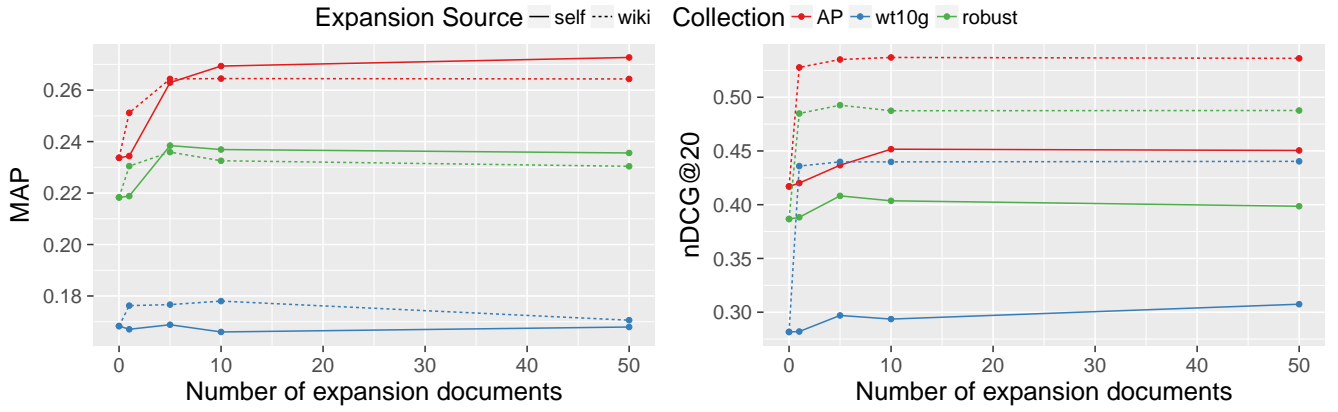 Expansion Source self wiki Collection AP wt10g robust
MAP
0.26
0.24
0.22
0.20
0.18
0 10 20 30 40 50
Number of expansion documents
nDCG@20
0.50
0.45
0.40
0.35
0.30
0 10 20 30 40 50
Number of expansion documents